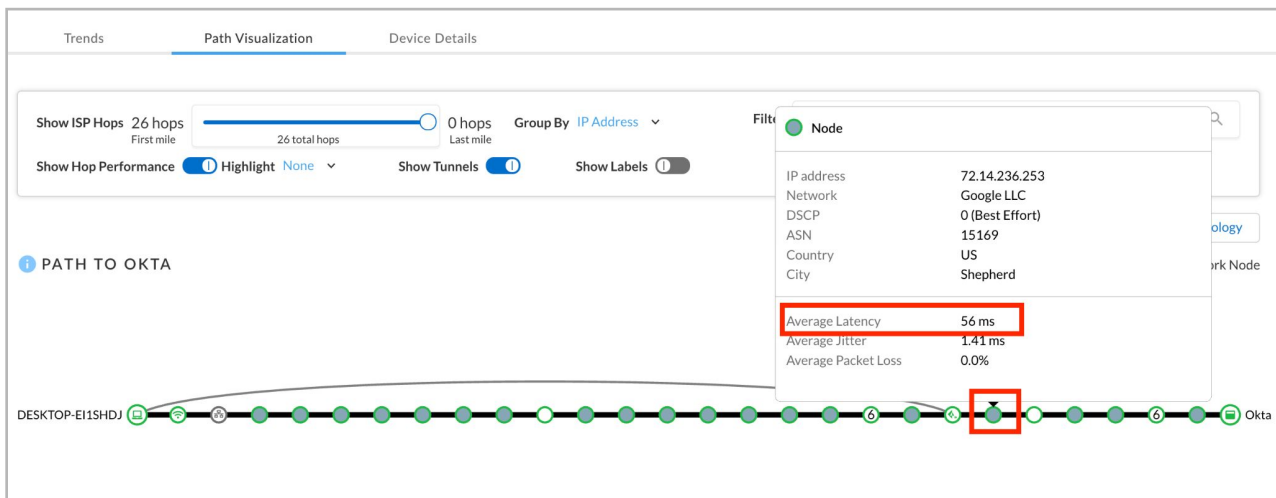 Trends Path Visualization Device Details
Show ISP Hops 26 hops 0 hops Group By IP Address Filte
First mile 26 total hops Last mile
Show Hop Performance Highlight None Show Tunnels Show Labels
Node
IP address 72.14.236.253
Network Google LLC
DSCP 0 (Best Effort)
ASN 15169
Country US
City Shepherd
ology
PATH TO OKTA
ork Node
Average Latency 56 ms
Average Jitter 1.41 ms
Average Packet Loss 0.0%
DESKTOP-EI1SHDJ 6 6 Okta